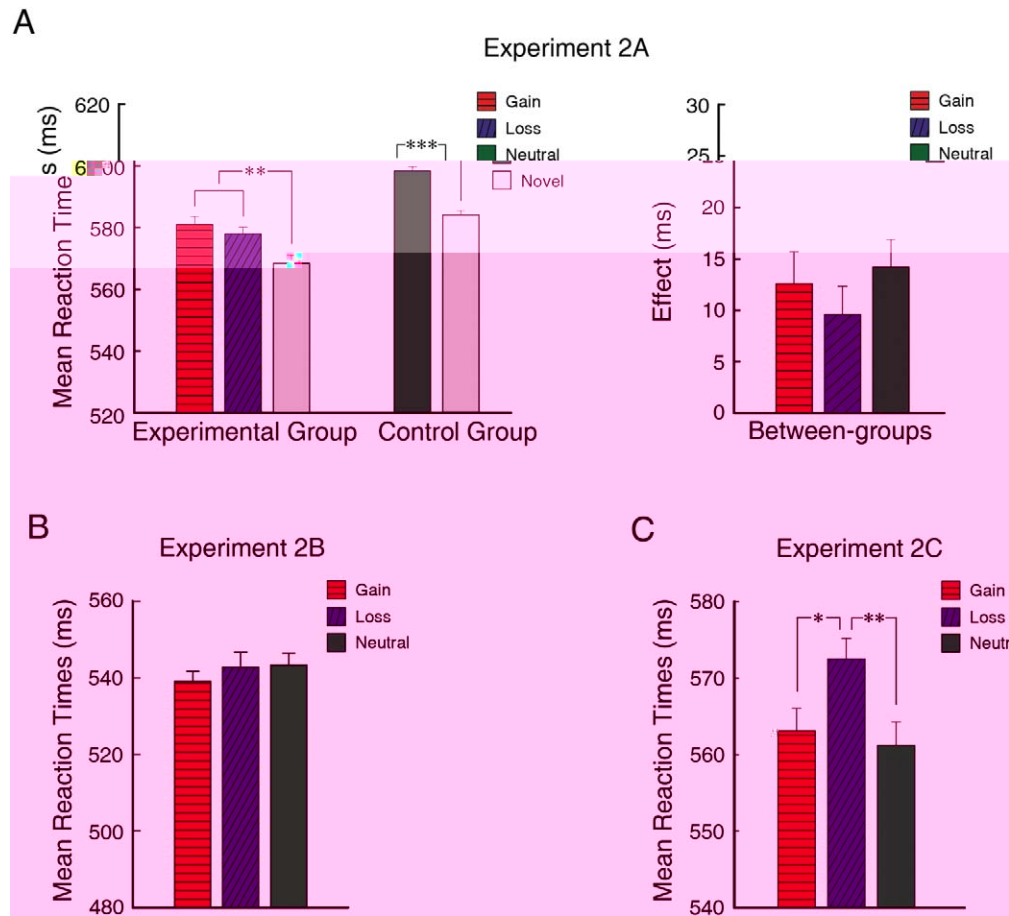 A
Experiment 2A
620
580
560
540
520
Mean Reaction Time s (ms)
Gain
Loss
Neutral
Novel
**
***
Experimental Group
Control Group
30
25
20
15
10
5
0
Effect (ms)
Gain
Loss
Neutral
Between-groups
B
Experiment 2B
560
540
520
500
480
Mean Reaction Times (ms)
Gain
Loss
Neutral
C
Experiment 2C
580
570
560
550
540
Mean Reaction Times (ms)
Gain
Loss
*
**